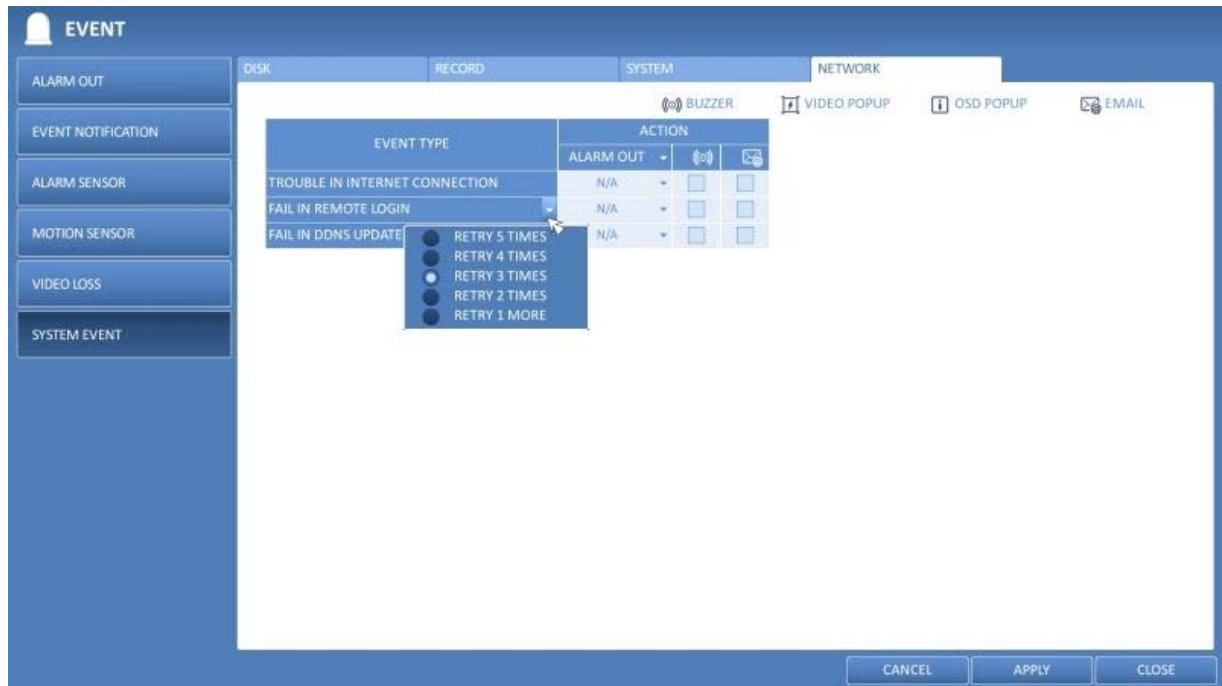 EVENT
ALARM OUT
EVENT NOTIFICATION
ALARM SENSOR
MOTION SENSOR
VIDEO LOSS
SYSTEM EVENT
DISK RECORD SYSTEM NETWORK
BUZZER VIDEO POPUP OSD POPUP EMAIL
EVENT TYPE ACTION
ALARM OUT
TROUBLE IN INTERNET CONNECTION N/A
FAIL IN REMOTE LOGIN N/A
FAIL IN DDNS UPDATE N/A
RETRY 5 TIMES
RETRY 4 TIMES
RETRY 3 TIMES
RETRY 2 TIMES
RETRY 1 MORE
CANCEL APPLY CLOSE